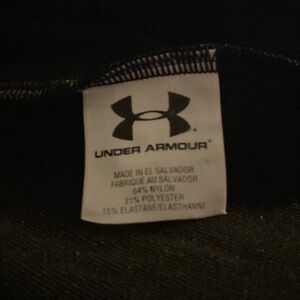 UNDER ARMOUR
MADE IN EL SALVADOR
FABRIQUE AU SALVADOR
64% NYLON
21% POLYESTER
15% ELASTANE/ELASTHANNE